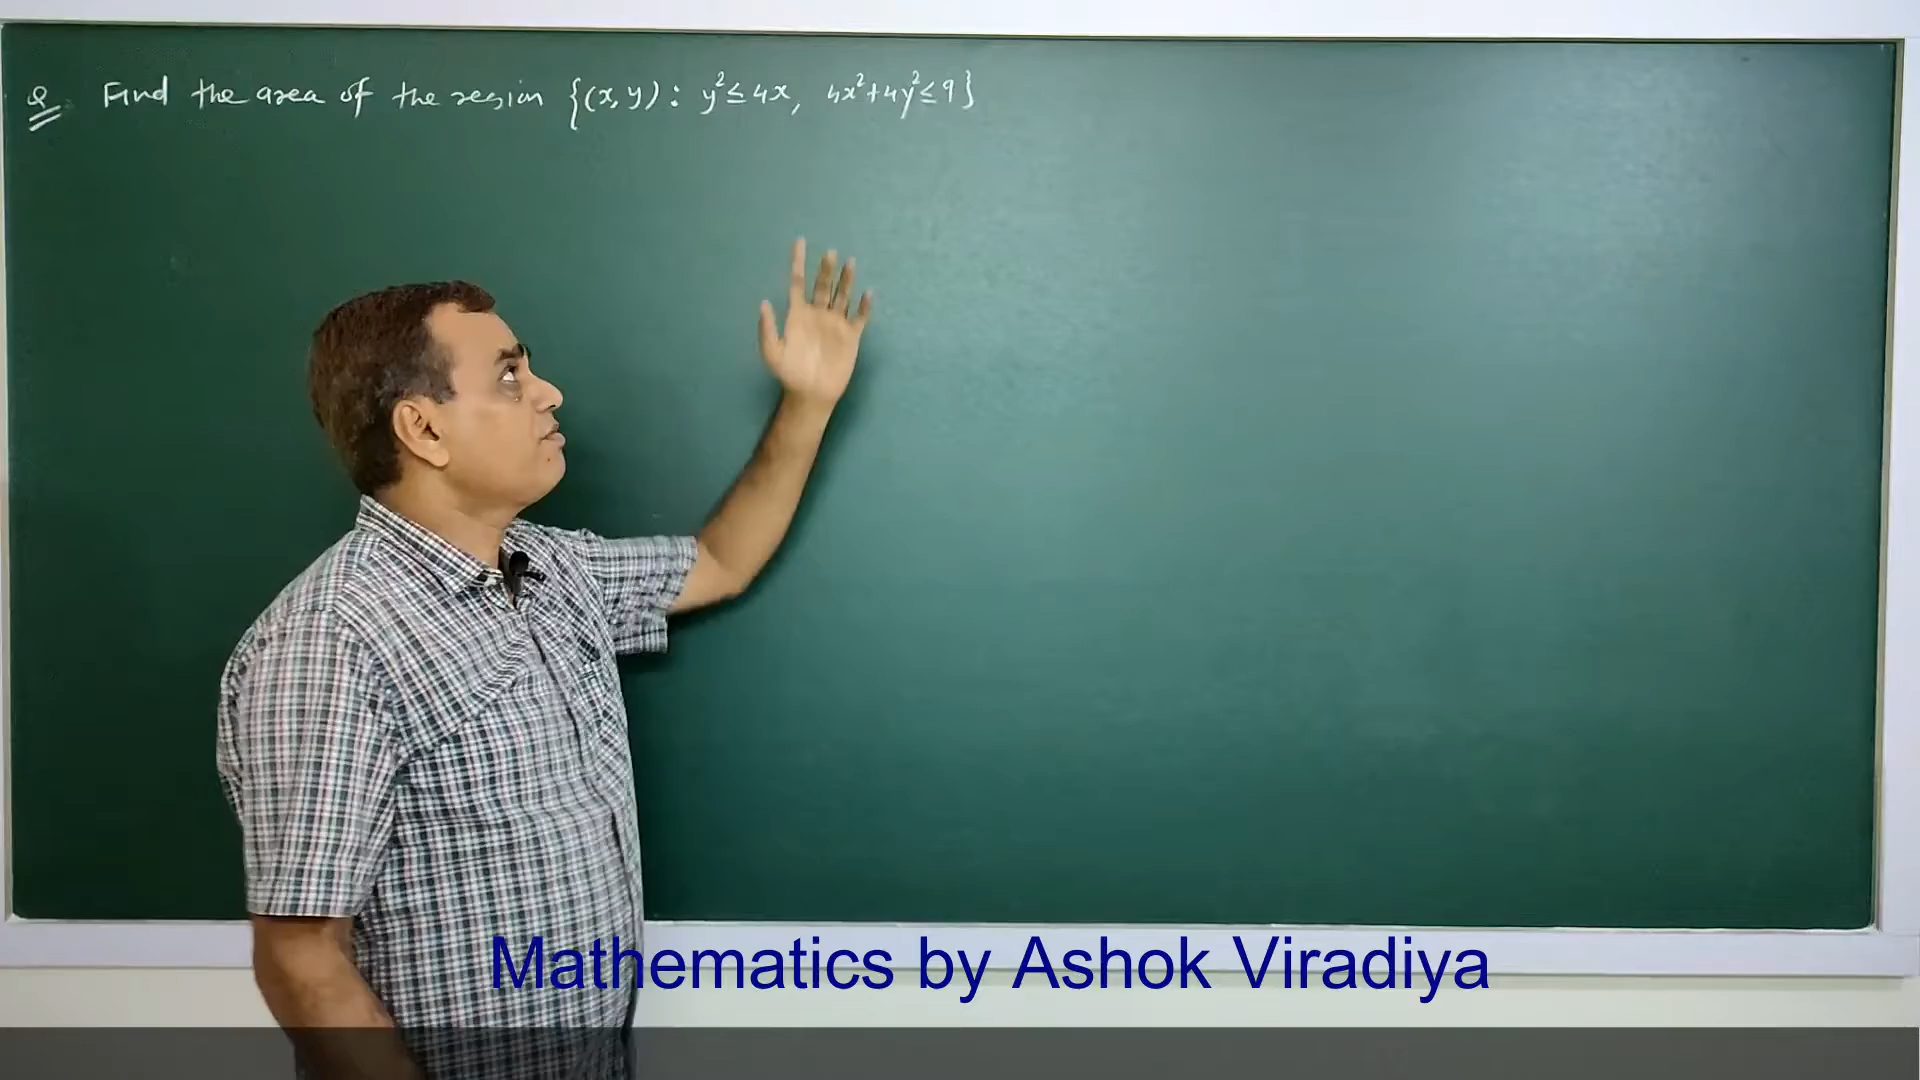 Q Find the area of the region {(x, y) : y² ≤ 4x, 4x²+4y² ≤ 9}
Mathematics by Ashok Viradiya